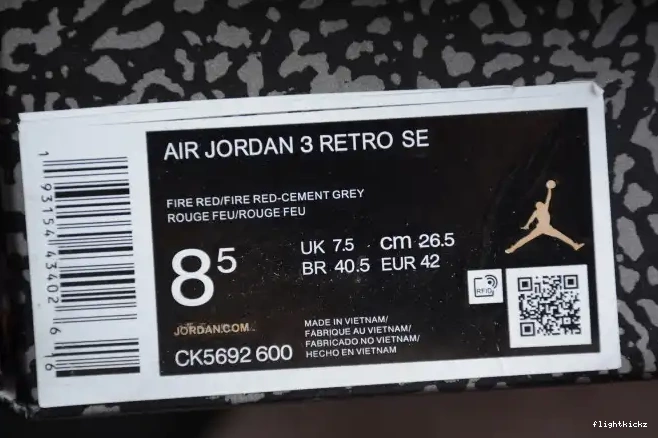 AIR JORDAN 3 RETRO SE
FIRE RED/FIRE RED-CEMENT GREY
ROUGE FEU/ROUGE FEU
8 5
UK 7.5 cm 26.5
BR 40.5 EUR 42
RFID
JORDAN.COM
MADE IN VIETNAM/
FABRIQUE AU VIETNAM/
FABRICADO NO VIETNAM/
HECHO EN VIETNAM
CK5692 600
1 93154 43402 6 16
flightkickz